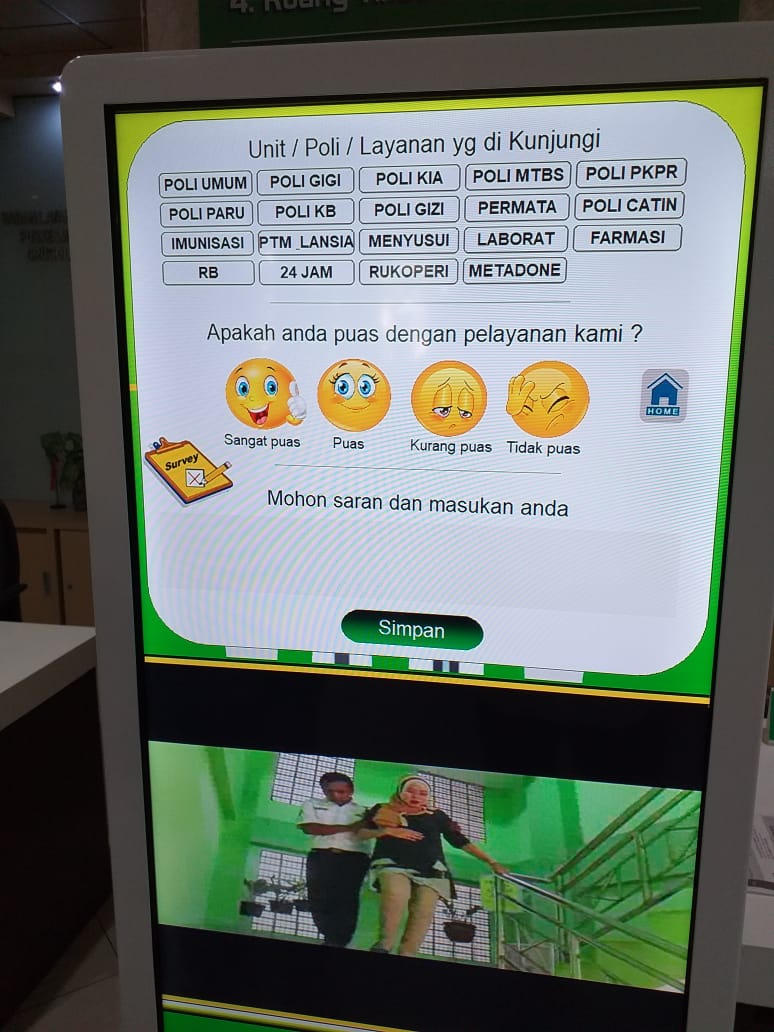 4. Ruang
Unit / Poli / Layanan yg di Kunjungi
POLI UMUM POLI GIGI POLI KIA POLI MTBS POLI PKPR
POLI PARU POLI KB POLI GIZI PERMATA POLI CATIN
IMUNISASI PTM_LANSIA MENYUSUI LABORAT FARMASI
RB 24 JAM RUKOPERI METADONE
Apakah anda puas dengan pelayanan kami ?
HOME
Sangat puas Puas Kurang puas Tidak puas
Survey
Mohon saran dan masukan anda
Simpan